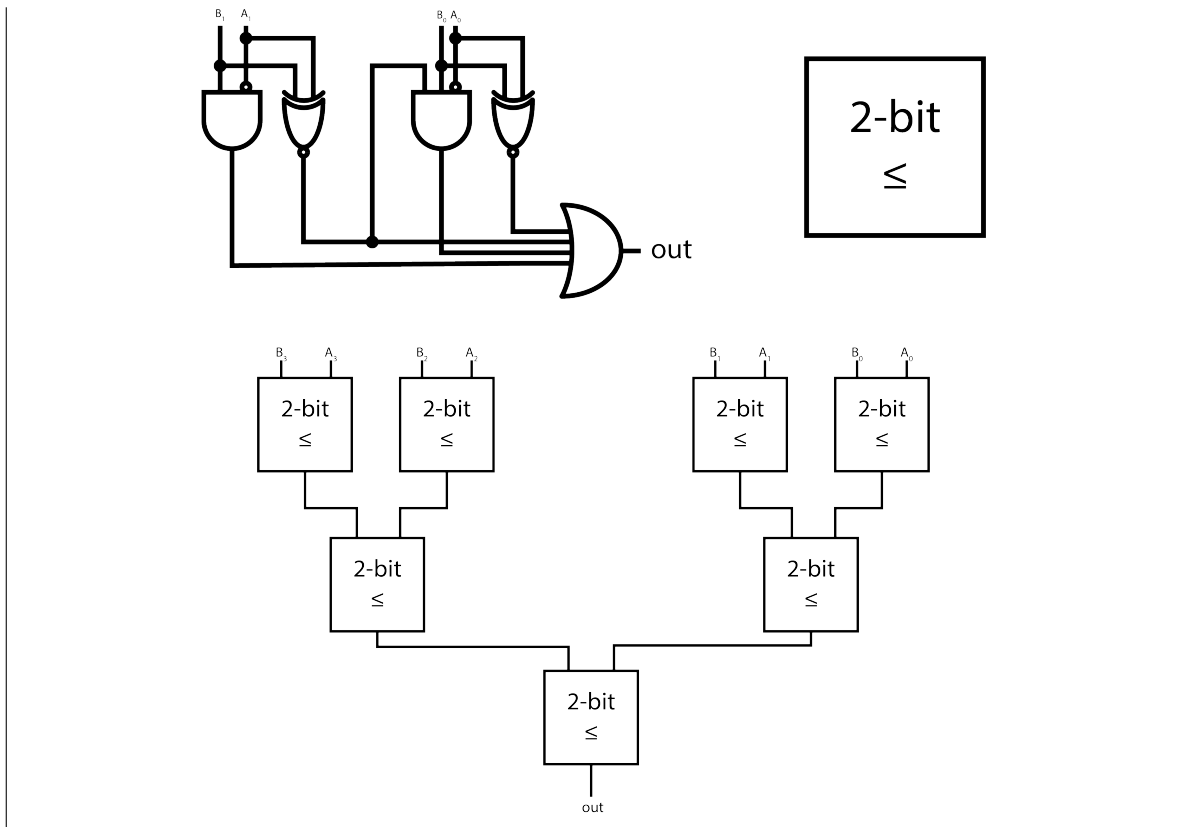 B₁ A₁ B₀ A₀
2-bit
≤
out
B₃ A₃ B₂ A₂ B₁ A₁ B₀ A₀
2-bit 2-bit 2-bit 2-bit
≤ ≤ ≤ ≤
2-bit 2-bit
≤ ≤
2-bit
≤
out